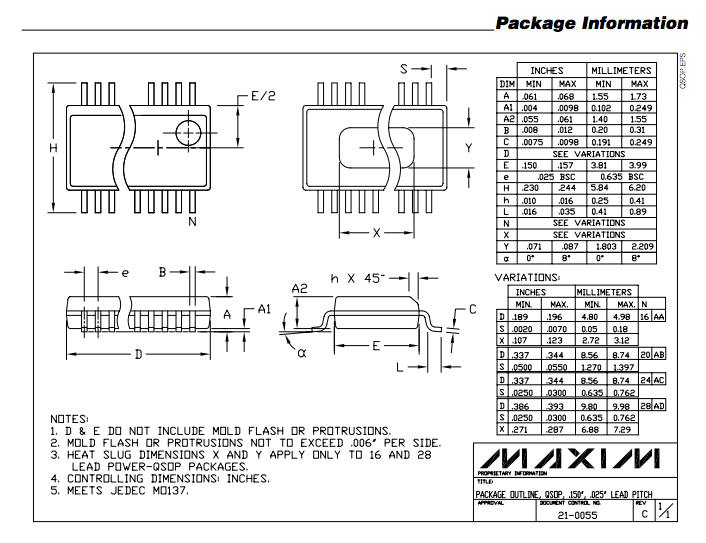 Package Information
QSOP.EPS
S E/2
H Y
N X
INCHES MILLIMETERS
DIM MIN MAX MIN MAX
A .061 .068 1.55 1.73
A1 .004 .0098 0.102 0.249
A2 .055 .061 1.40 1.55
B .008 .012 0.20 0.31
C .0075 .0098 0.191 0.249
D SEE VARIATIONS
E .150 .157 3.81 3.99
e .025 BSC 0.635 BSC
H .230 .244 5.84 6.20
h .010 .016 0.25 0.41
L .016 .035 0.41 0.89
N SEE VARIATIONS
X SEE VARIATIONS
Y .071 .087 1.803 2.209
α 0° 8° 0° 8°
e B A A1 D
h X 45° A2 C α E L
VARIATIONS:
INCHES MILLIMETERS
MIN. MAX. MIN. MAX. N
D .189 .196 4.80 4.98 16 AA
S .0020 .0070 0.05 0.18
X .107 .123 2.72 3.12
D .337 .344 8.56 8.74 20 AB
S .0500 .0550 1.270 1.397
D .337 .344 8.56 8.74 24 AC
S .0250 .0300 0.635 0.762
D .386 .393 9.80 9.98 28 AD
S .0250 .0300 0.635 0.762
X .271 .287 6.88 7.29
NOTES:
1. D & E DO NOT INCLUDE MOLD FLASH OR PROTRUSIONS.
2. MOLD FLASH OR PROTRUSIONS NOT TO EXCEED .006" PER SIDE.
3. HEAT SLUG DIMENSIONS X AND Y APPLY ONLY TO 16 AND 28
LEAD POWER-QSOP PACKAGES.
4. CONTROLLING DIMENSIONS: INCHES.
5. MEETS JEDEC MO137.
MAXIM
PROPRIETARY INFORMATION
TITLE:
PACKAGE OUTLINE, QSOP, .150", .025" LEAD PITCH
APPROVAL DOCUMENT CONTROL NO. REV
21-0055 C 1/1